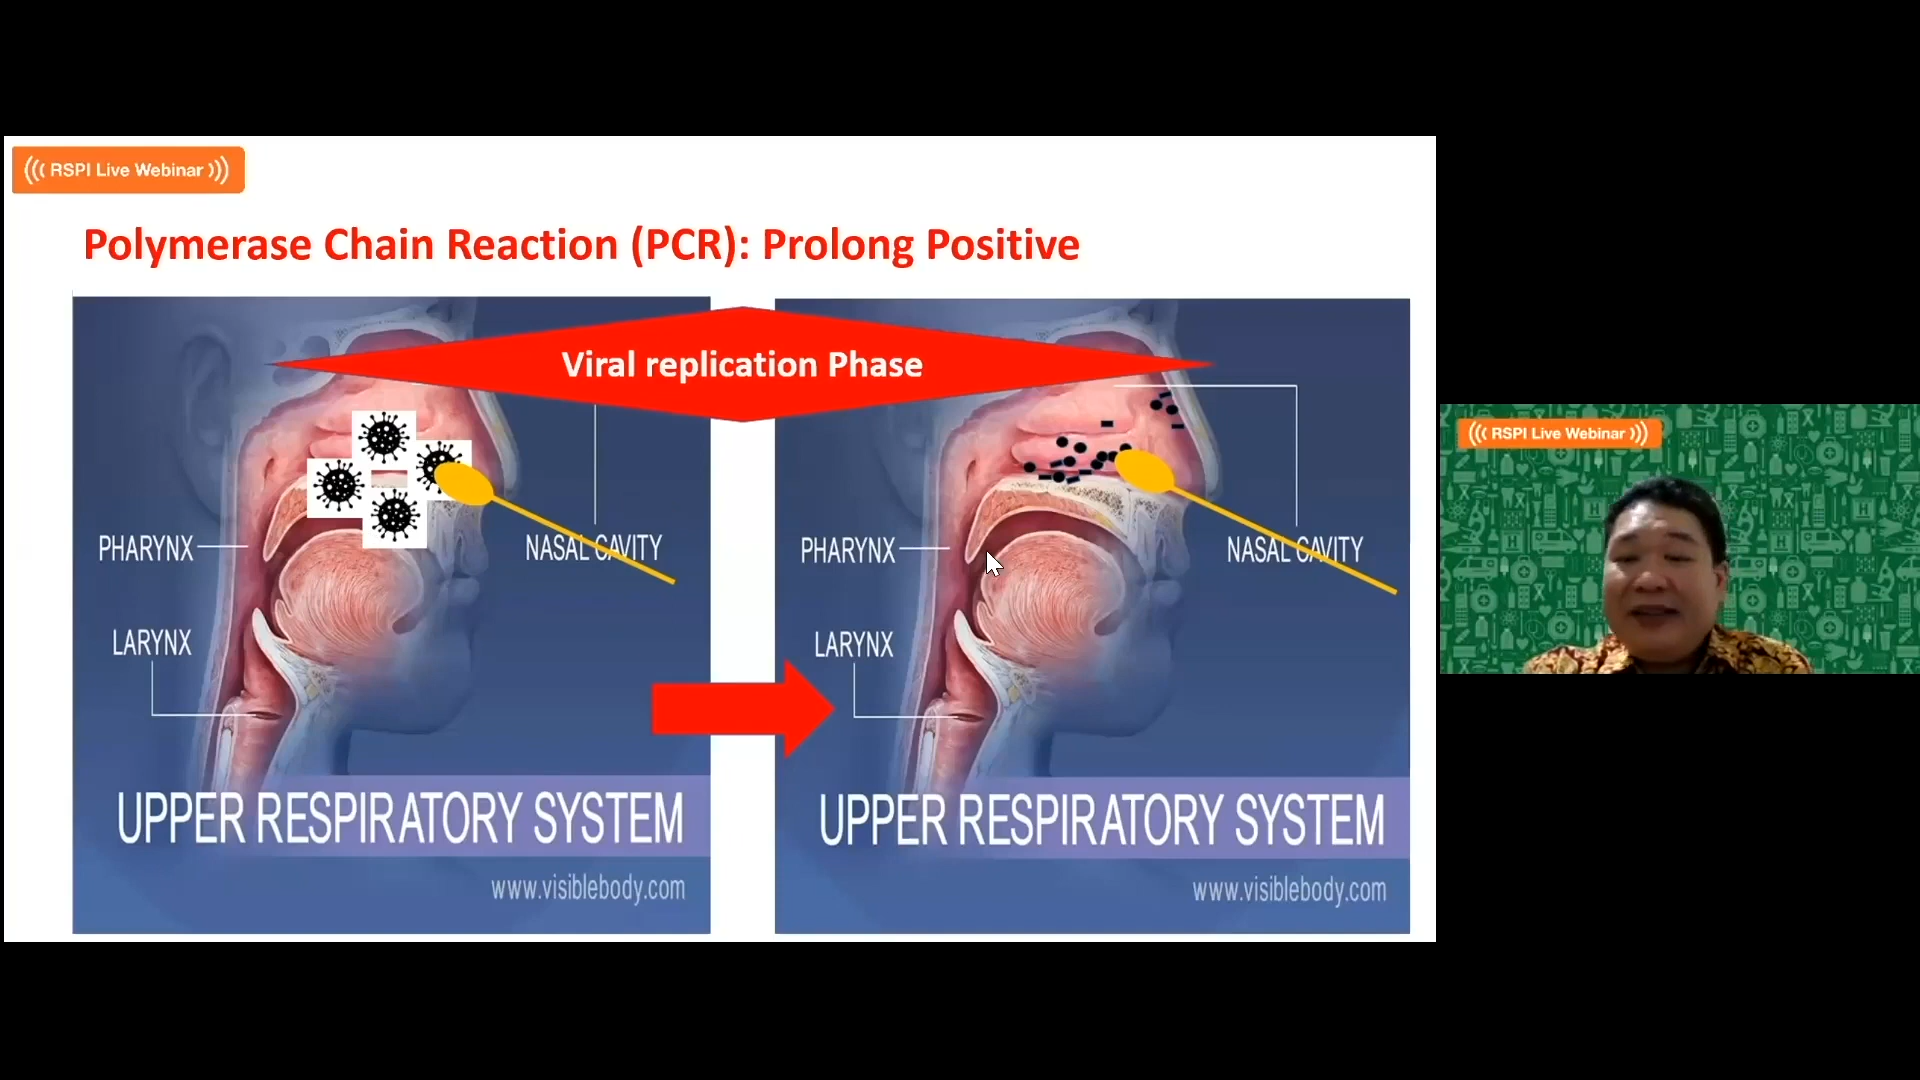 ((( RSPI Live Webinar )))
Polymerase Chain Reaction (PCR): Prolong Positive
Viral replication Phase
PHARYNX
NASAL CAVITY
LARYNX
UPPER RESPIRATORY SYSTEM
www.visiblebody.com
PHARYNX
NASAL CAVITY
LARYNX
UPPER RESPIRATORY SYSTEM
www.visiblebody.com
((( RSPI Live Webinar )))